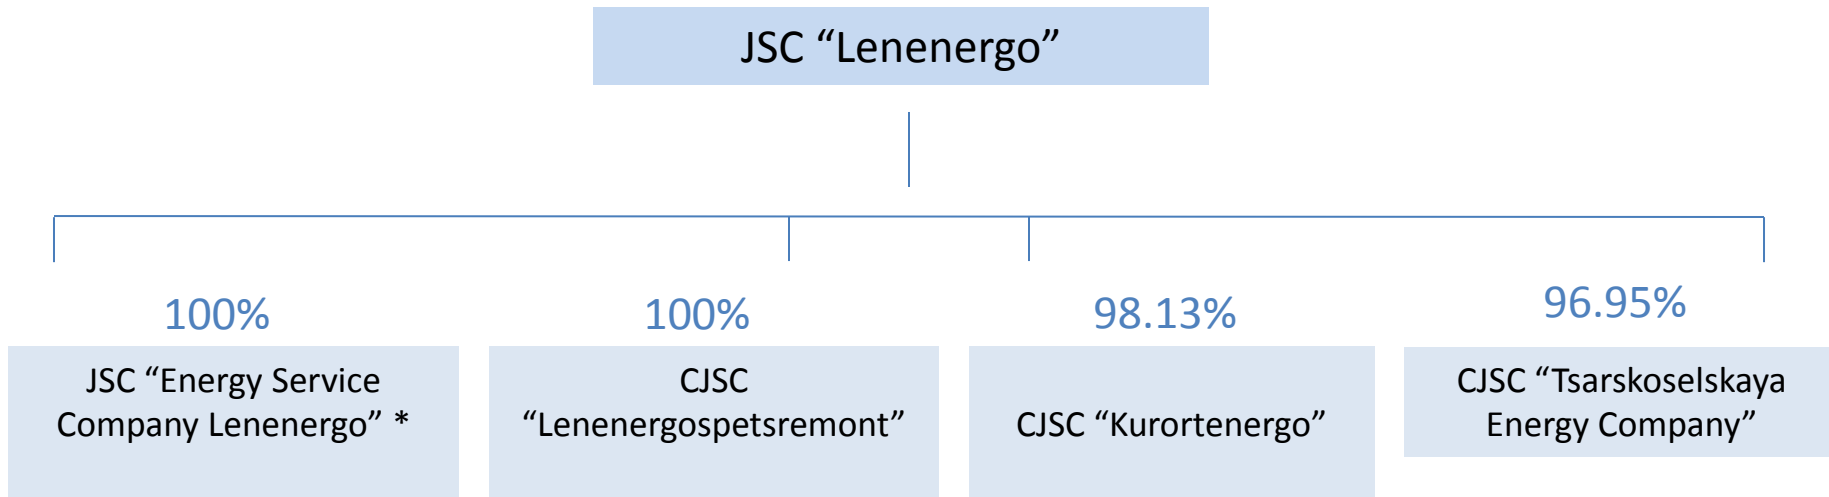 JSC “Lenenergo”
100%
JSC “Energy Service
Company Lenenergo” *
100%
CJSC
“Lenenergospetsremont”
98.13%
CJSC “Kurortenergo”
96.95%
CJSC “Tsarskoselskaya
Energy Company”